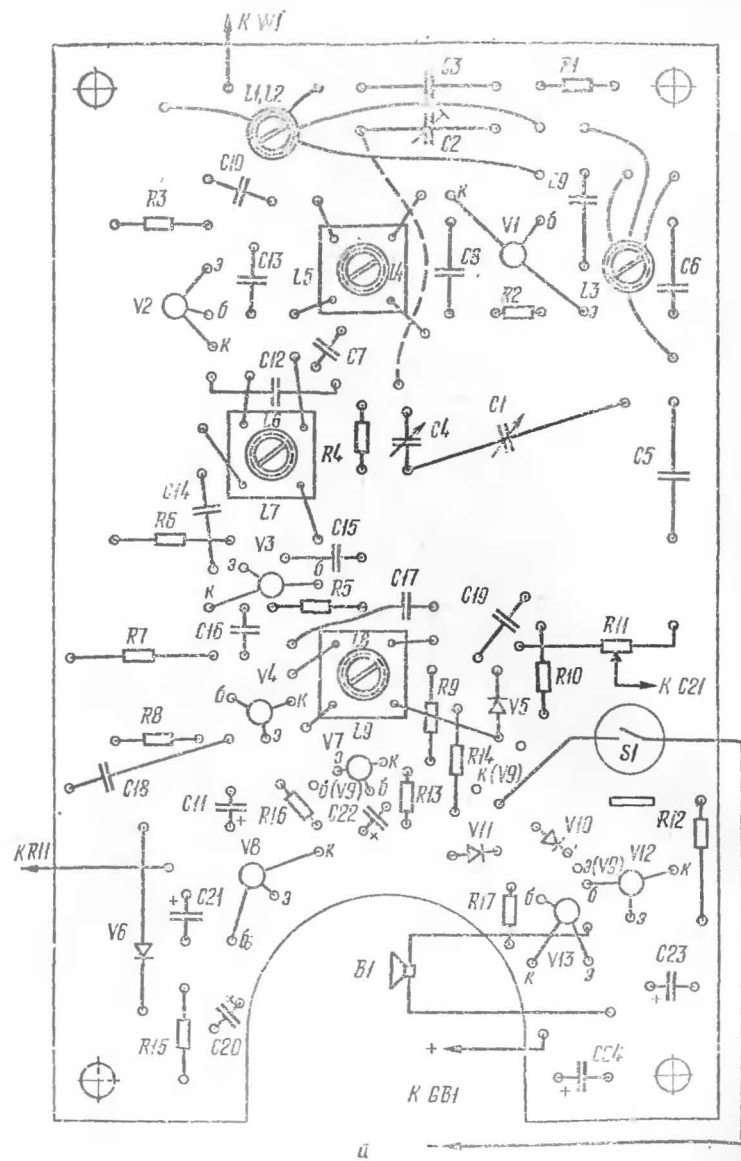 К W1
C3
R1
L1,L2
C2
C10
C9
R3
к
б
V1
э
C13
L5
L4
C8
L3
C6
V2
б
R2
э
к
C7
C12
L6
R4
C4
C1
C5
C14
L7
R6
V3
C15
э
б
C17
к
R5
C19
R11
C16
R7
L8
V4
R10
К C21
R9
V5
б
к
R8
э
L9
V7
R14
S1
к
к(V9)
C18
э
б(V9)
б
R13
C11
R16
C22
V10
R12
V8
V11
К R11
к
э(V9)
V12
к
C21
э
б
R17
б
э
V6
б
B1
V13
C23
к
э
R15
C20
C24
К GB1
а